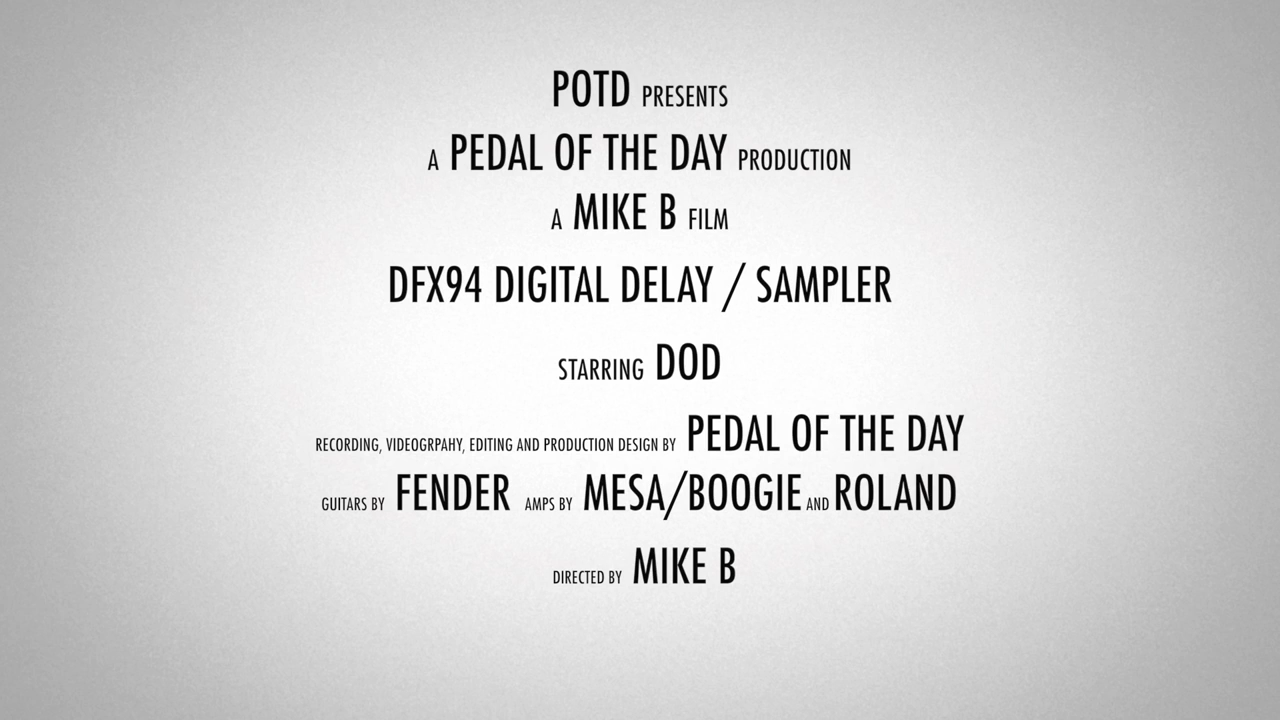 POTD PRESENTS
A PEDAL OF THE DAY PRODUCTION
A MIKE B FILM
DFX94 DIGITAL DELAY / SAMPLER
STARRING DOD
RECORDING, VIDEOGRPAHY, EDITING AND PRODUCTION DESIGN BY PEDAL OF THE DAY
GUITARS BY FENDER AMPS BY MESA/BOOGIE AND ROLAND
DIRECTED BY MIKE B